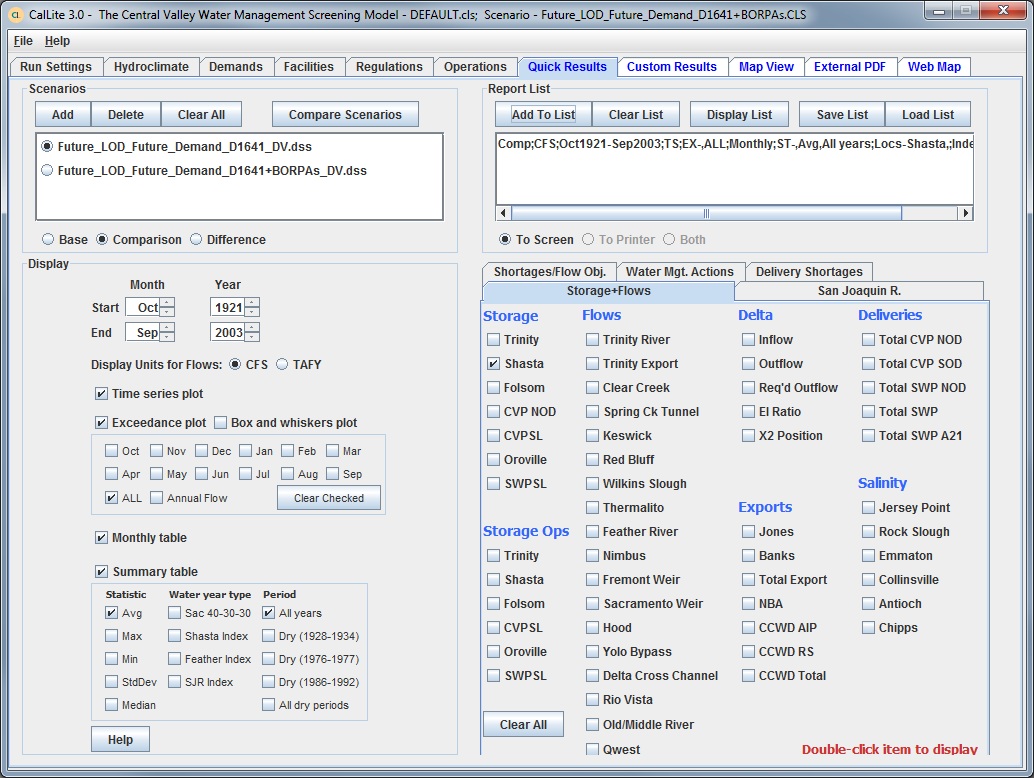 CL CalLite 3.0 - The Central Valley Water Management Screening Model - DEFAULT.cls; Scenario - Future_LOD_Future_Demand_D1641+BORPAs.CLS
File Help
Run Settings Hydroclimate Demands Facilities Regulations Operations Quick Results Custom Results Map View External PDF Web Map
Scenarios
Add Delete Clear All Compare Scenarios
Future_LOD_Future_Demand_D1641_DV.dss
Future_LOD_Future_Demand_D1641+BORPAs_DV.dss
Base Comparison Difference
Report List
Add To List Clear List Display List Save List Load List
Comp;CFS;Oct1921-Sep2003;TS;EX-,ALL;Monthly;ST-,Avg,All years;Locs-Shasta,;Inde
To Screen To Printer Both
Display
Month Year
Start Oct 1921
End Sep 2003
Display Units for Flows: CFS TAFY
Time series plot
Exceedance plot Box and whiskers plot
Oct Nov Dec Jan Feb Mar
Apr May Jun Jul Aug Sep
ALL Annual Flow Clear Checked
Monthly table
Summary table
Statistic Water year type Period
Avg Sac 40-30-30 All years
Max Shasta Index Dry (1928-1934)
Min Feather Index Dry (1976-1977)
StdDev SJR Index Dry (1986-1992)
Median All dry periods
Help
Shortages/Flow Obj. Water Mgt. Actions Delivery Shortages
Storage+Flows San Joaquin R.
Storage
Trinity
Shasta
Folsom
CVP NOD
CVPSL
Oroville
SWPSL
Storage Ops
Trinity
Shasta
Folsom
CVPSL
Oroville
SWPSL
Clear All
Flows
Trinity River
Trinity Export
Clear Creek
Spring Ck Tunnel
Keswick
Red Bluff
Wilkins Slough
Thermalito
Feather River
Nimbus
Fremont Weir
Sacramento Weir
Hood
Yolo Bypass
Delta Cross Channel
Rio Vista
Old/Middle River
Qwest
Delta
Inflow
Outflow
Req'd Outflow
EI Ratio
X2 Position
Exports
Jones
Banks
Total Export
NBA
CCWD AIP
CCWD RS
CCWD Total
Deliveries
Total CVP NOD
Total CVP SOD
Total SWP NOD
Total SWP
Total SWP A21
Salinity
Jersey Point
Rock Slough
Emmaton
Collinsville
Antioch
Chipps
Double-click item to display